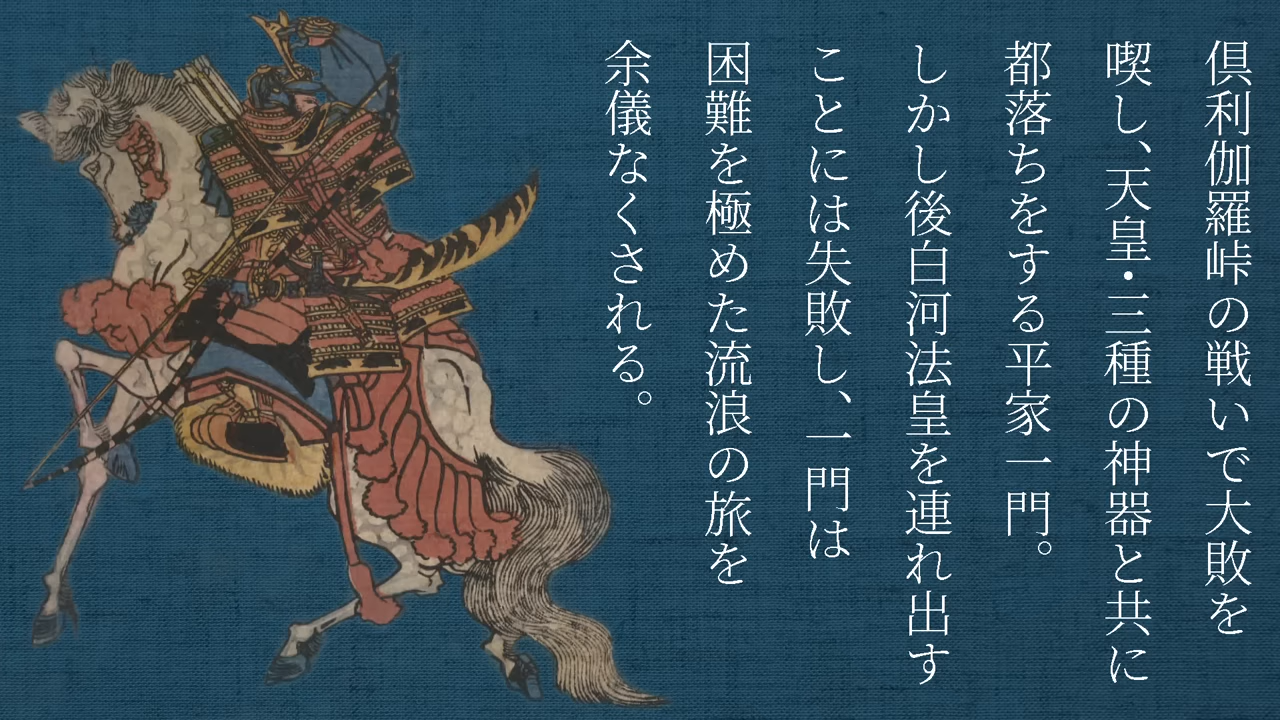 倶利伽羅峠の戦いで大敗を
喫し、天皇・三種の神器と共に
都落ちをする平家一門。
しかし後白河法皇を連れ出す
ことには失敗し、一門は
困難を極めた流浪の旅を
余儀なくされる。